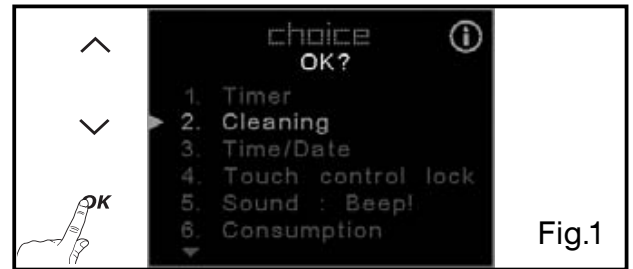 choice
OK?
1. Timer
2. Cleaning
3. Time/Date
4. Touch control lock
5. Sound : Beep!
6. Consumption
OK
Fig.1